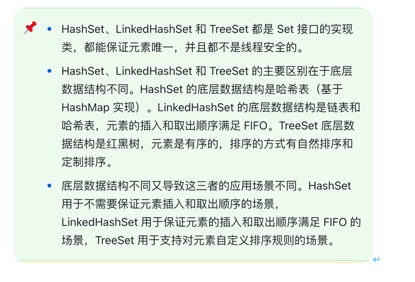 HashSet、LinkedHashSet 和 TreeSet 都是 Set 接口的实现
类，都能保证元素唯一，并且都不是线程安全的。
HashSet、LinkedHashSet 和 TreeSet 的主要区别在于底层
数据结构不同。HashSet 的底层数据结构是哈希表（基于
HashMap 实现）。LinkedHashSet 的底层数据结构是链表和
哈希表，元素的插入和取出顺序满足 FIFO。TreeSet 底层数
据结构是红黑树，元素是有序的，排序的方式有自然排序和
定制排序。
底层数据结构不同又导致这三者的应用场景不同。HashSet
用于不需要保证元素插入和取出顺序的场景，
LinkedHashSet 用于保证元素的插入和取出顺序满足 FIFO 的
场景，TreeSet 用于支持对元素自定义排序规则的场景。